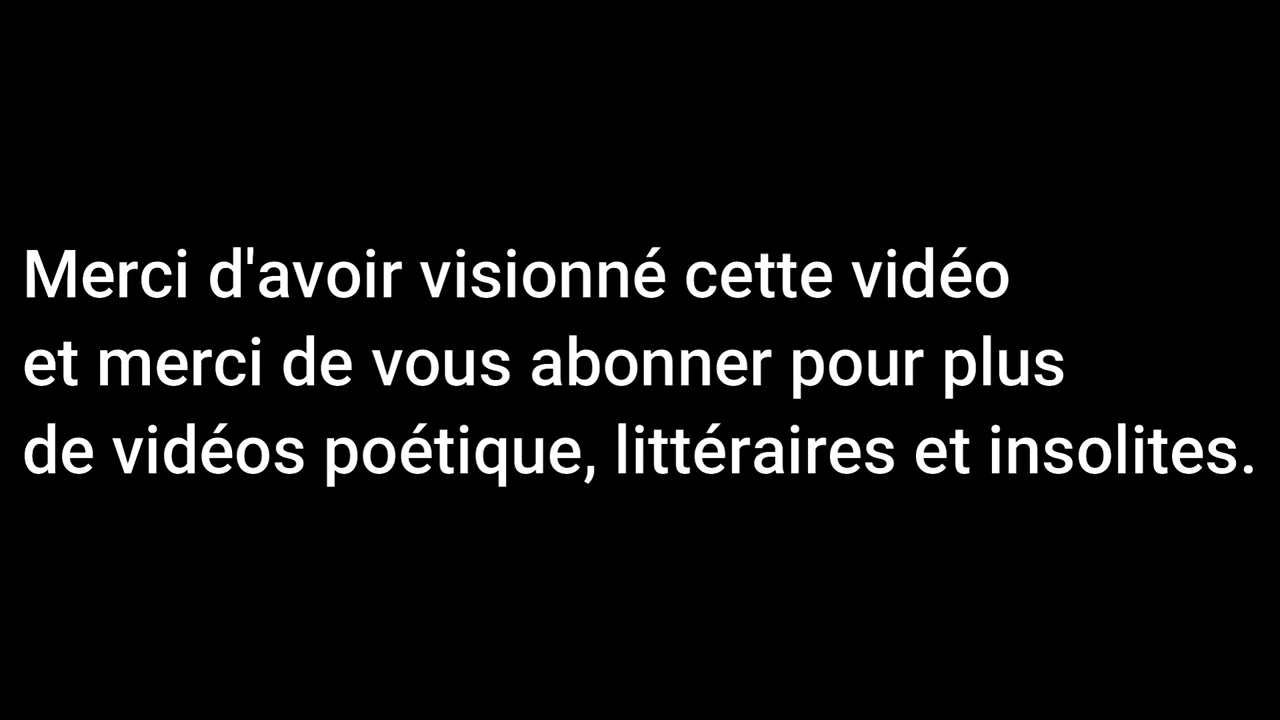 Merci d'avoir visionné cette vidéo
et merci de vous abonner pour plus
de vidéos poétique, littéraires et insolites.